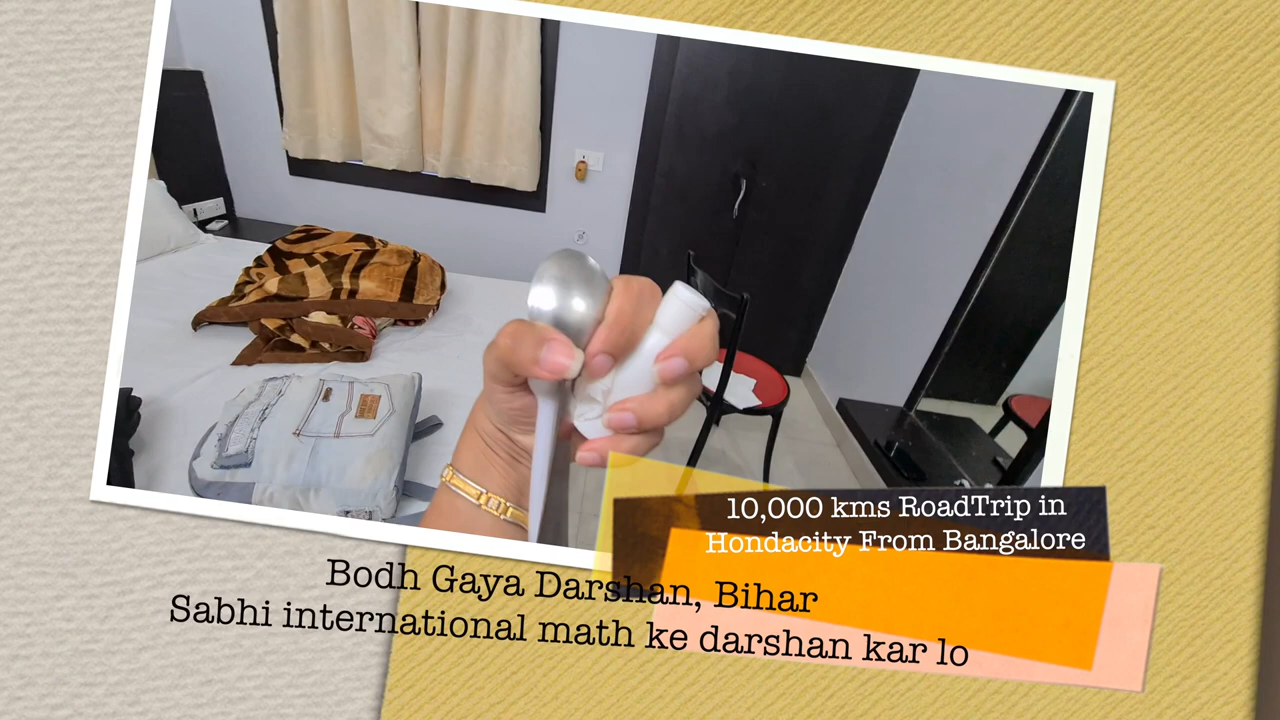 10,000 kms RoadTrip in
Hondacity From Bangalore
Bodh Gaya Darshan, Bihar
Sabhi international math ke darshan kar lo